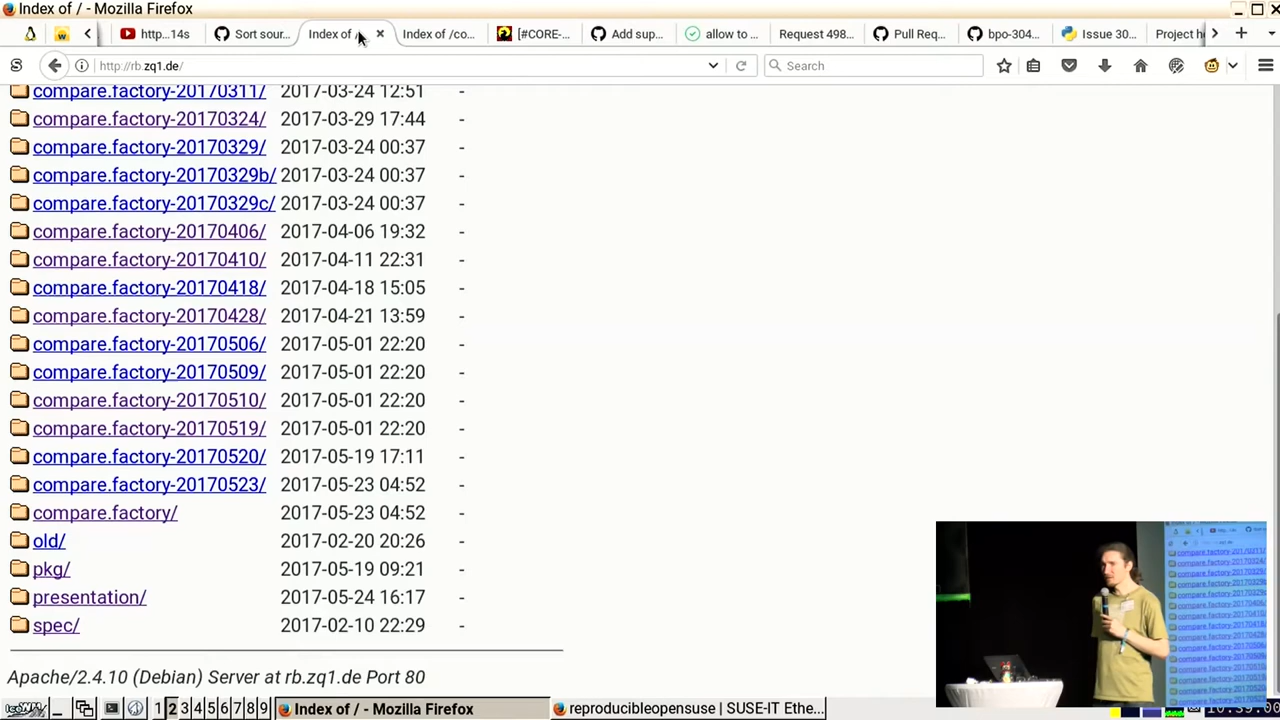 Index of / - Mozilla Firefox
http...14s
Sort sour...
Index of /
Index of /co...
[#CORE-...
Add sup...
allow to ...
Request 498...
Pull Req...
bpo-304...
Issue 30...
Project h
http://rb.zq1.de/
Search
compare.factory-20170311/ 2017-03-24 12:51 -
compare.factory-20170324/ 2017-03-29 17:44 -
compare.factory-20170329/ 2017-03-24 00:37 -
compare.factory-20170329b/ 2017-03-24 00:37 -
compare.factory-20170329c/ 2017-03-24 00:37 -
compare.factory-20170406/ 2017-04-06 19:32 -
compare.factory-20170410/ 2017-04-11 22:31 -
compare.factory-20170418/ 2017-04-18 15:05 -
compare.factory-20170428/ 2017-04-21 13:59 -
compare.factory-20170506/ 2017-05-01 22:20 -
compare.factory-20170509/ 2017-05-01 22:20 -
compare.factory-20170510/ 2017-05-01 22:20 -
compare.factory-20170519/ 2017-05-01 22:20 -
compare.factory-20170520/ 2017-05-19 17:11 -
compare.factory-20170523/ 2017-05-23 04:52 -
compare.factory/ 2017-05-23 04:52 -
old/ 2017-02-20 20:26 -
pkg/ 2017-05-19 09:21 -
presentation/ 2017-05-24 16:17 -
spec/ 2017-02-10 22:29 -
Apache/2.4.10 (Debian) Server at rb.zq1.de Port 80
1 2 3 4 5 6 7 8 9
Index of / - Mozilla Firefox
reproducibleopensuse | SUSE-IT Ethe...